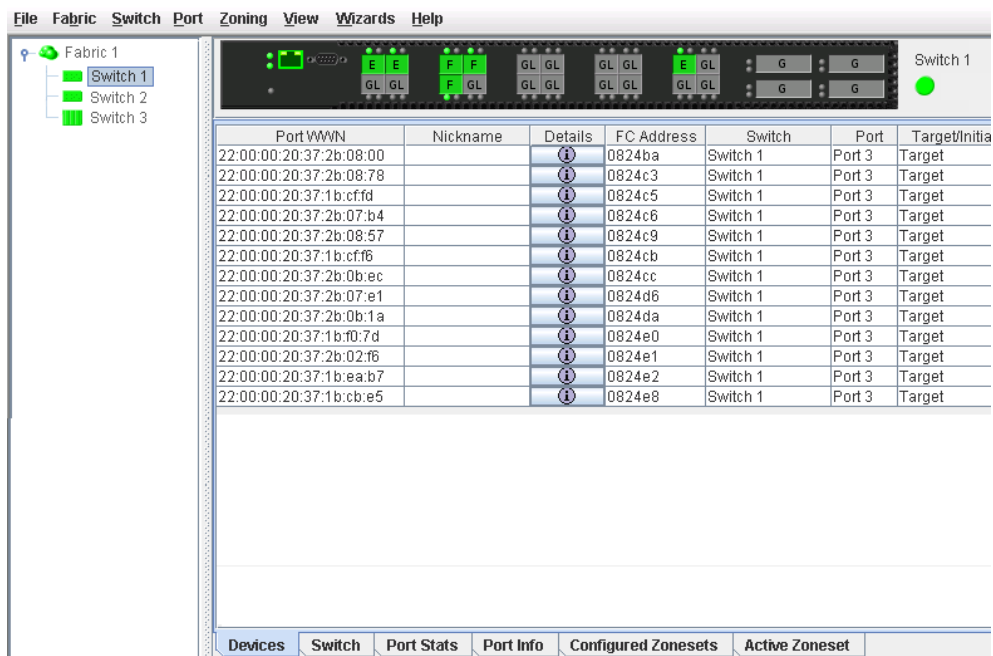 File Fabric Switch Port Zoning View Wizards Help
Fabric 1
Switch 1
Switch 2
Switch 3
E E F F GL GL GL GL E GL G G
GL GL F GL GL GL GL GL GL GL G G
Switch 1
Port WWN Nickname Details FC Address Switch Port Target/Initia
22:00:00:20:37:2b:08:00 0824ba Switch 1 Port 3 Target
22:00:00:20:37:2b:08:78 0824c3 Switch 1 Port 3 Target
22:00:00:20:37:1b:cf:fd 0824c5 Switch 1 Port 3 Target
22:00:00:20:37:2b:07:b4 0824c6 Switch 1 Port 3 Target
22:00:00:20:37:2b:08:57 0824c9 Switch 1 Port 3 Target
22:00:00:20:37:1b:cf:f6 0824cb Switch 1 Port 3 Target
22:00:00:20:37:2b:0b:ec 0824cc Switch 1 Port 3 Target
22:00:00:20:37:2b:07:e1 0824d6 Switch 1 Port 3 Target
22:00:00:20:37:2b:0b:1a 0824da Switch 1 Port 3 Target
22:00:00:20:37:1b:f0:7d 0824e0 Switch 1 Port 3 Target
22:00:00:20:37:2b:02:f6 0824e1 Switch 1 Port 3 Target
22:00:00:20:37:1b:ea:b7 0824e2 Switch 1 Port 3 Target
22:00:00:20:37:1b:cb:e5 0824e8 Switch 1 Port 3 Target
Devices Switch Port Stats Port Info Configured Zonesets Active Zoneset